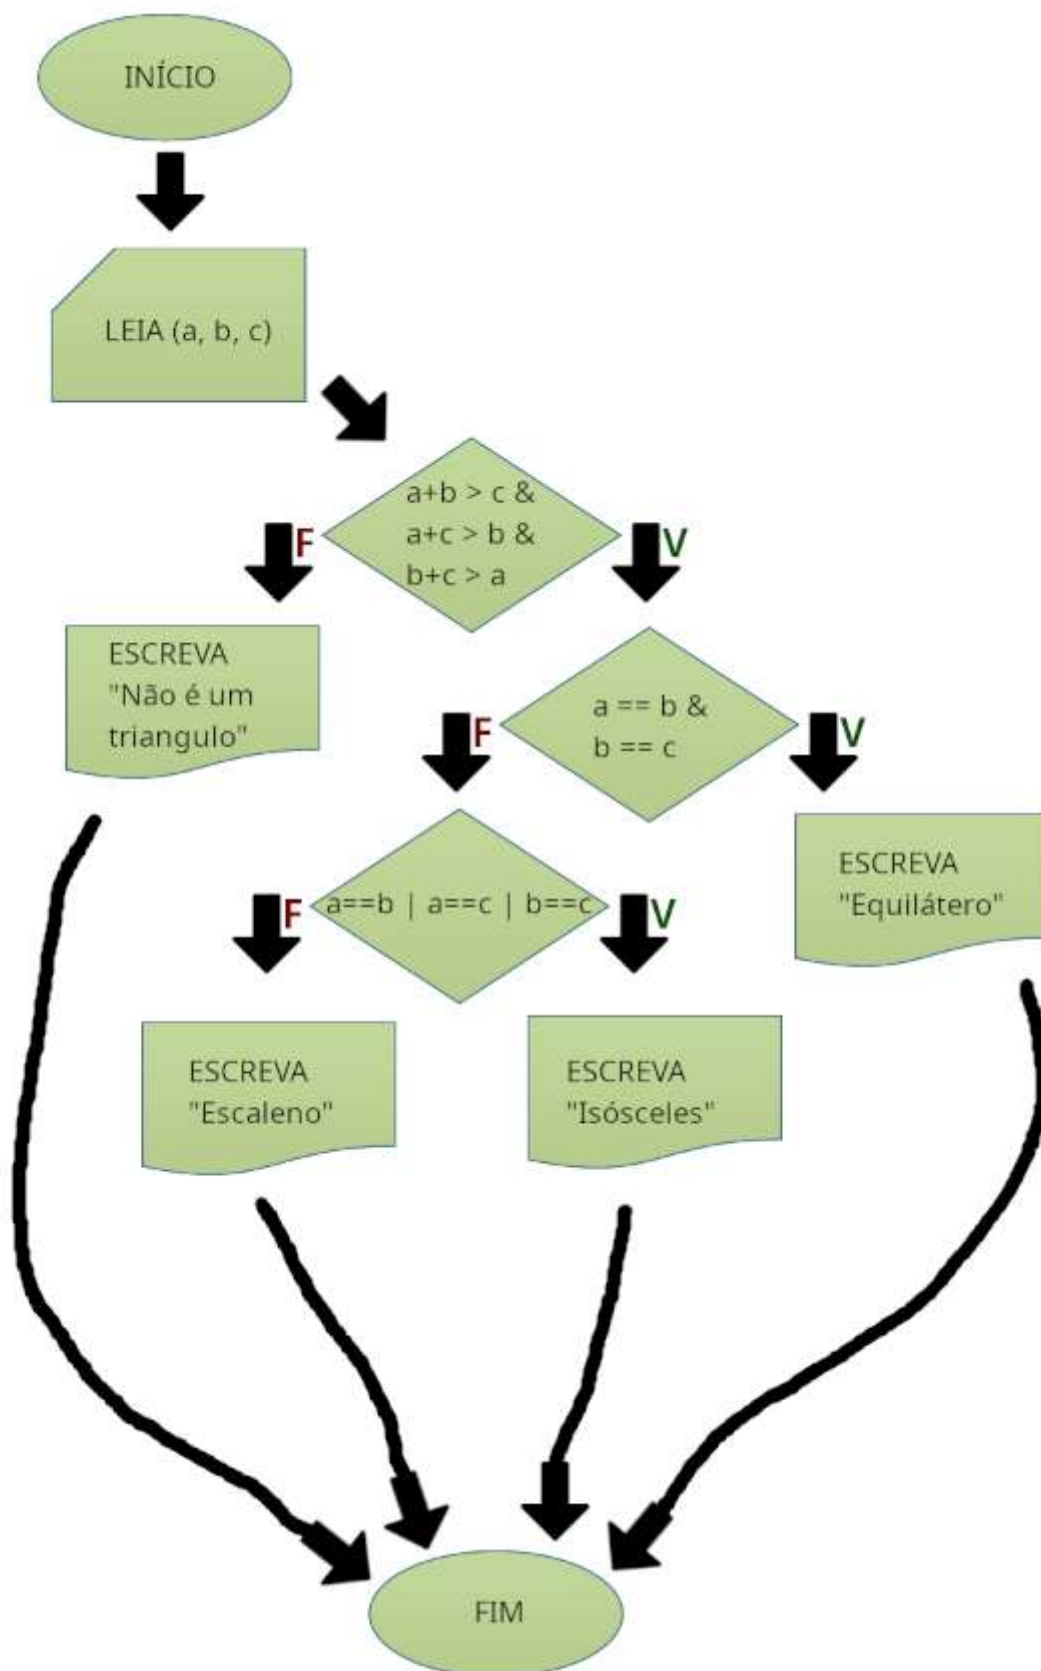 INÍCIO
LEIA (a, b, c)
a+b > c &
a+c > b &
b+c > a
F
V
ESCREVA
"Não é um
triangulo"
a == b &
b == c
F
V
ESCREVA
"Equilátero"
a==b | a==c | b==c
F
V
ESCREVA
"Escaleno"
ESCREVA
"Isósceles"
FIM